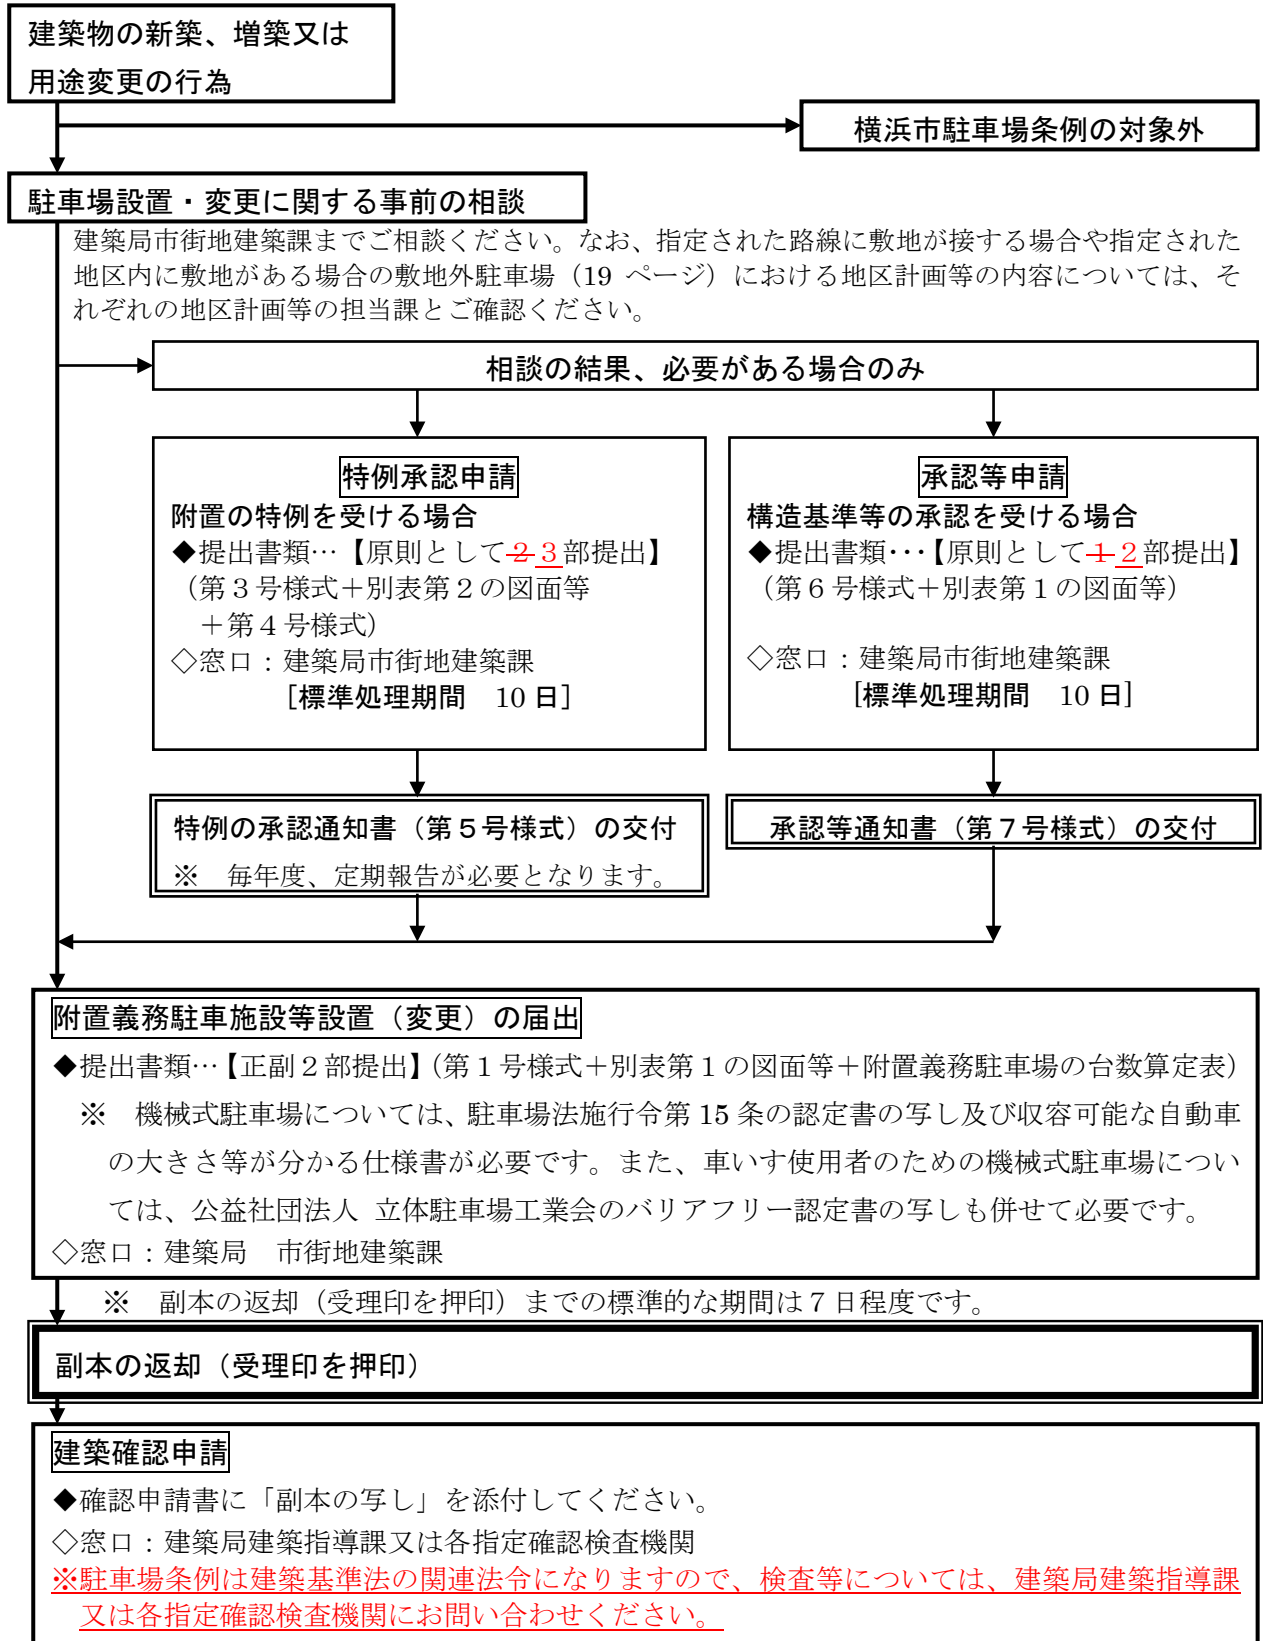 建築物の新築、増築又は
用途変更の行為
横浜市駐車場条例の対象外
駐車場設置・変更に関する事前の相談
建築局市街地建築課までご相談ください。なお、指定された路線に敷地が接する場合や指定された
地区内に敷地がある場合の敷地外駐車場（19 ページ）における地区計画等の内容については、そ
れぞれの地区計画等の担当課とご確認ください。
相談の結果、必要がある場合のみ
特例承認申請
附置の特例を受ける場合
◆提出書類…【原則として２３部提出】
（第３号様式＋別表第２の図面等
＋第４号様式）
◇窓口：建築局市街地建築課
［標準処理期間　10 日］
承認等申請
構造基準等の承認を受ける場合
◆提出書類･･･【原則として１２部提出】
（第６号様式＋別表第１の図面等）
◇窓口：建築局市街地建築課
[標準処理期間　10 日]
特例の承認通知書（第５号様式）の交付
※　毎年度、定期報告が必要となります。
承認等通知書（第７号様式）の交付
附置義務駐車施設等設置（変更）の届出
◆提出書類…【正副２部提出】（第１号様式＋別表第１の図面等＋附置義務駐車場の台数算定表）
※　機械式駐車場については、駐車場法施行令第 15 条の認定書の写し及び収容可能な自動車
の大きさ等が分かる仕様書が必要です。また、車いす使用者のための機械式駐車場につい
ては、公益社団法人 立体駐車場工業会のバリアフリー認定書の写しも併せて必要です。
◇窓口：建築局　市街地建築課
※　副本の返却（受理印を押印）までの標準的な期間は７日程度です。
副本の返却（受理印を押印）
建築確認申請
◆確認申請書に「副本の写し」を添付してください。
◇窓口：建築局建築指導課又は各指定確認検査機関
※駐車場条例は建築基準法の関連法令になりますので、検査等については、建築局建築指導課
又は各指定確認検査機関にお問い合わせください。